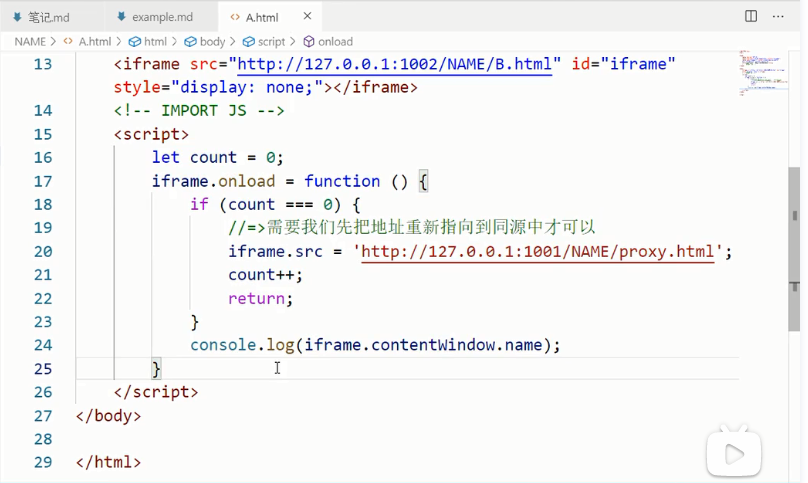 笔记.md example.md A.html ×
NAME > A.html > html > body > script > onload
13 <iframe src="http://127.0.0.1:1002/NAME/B.html" id="iframe"
style="display: none;"></iframe>
14 <!-- IMPORT JS -->
15 <script>
16 let count = 0;
17 iframe.onload = function () {
18 if (count === 0) {
19 //=>需要我们先把地址重新指向到同源中才可以
20 iframe.src = 'http://127.0.0.1:1001/NAME/proxy.html';
21 count++;
22 return;
23 }
24 console.log(iframe.contentWindow.name);
25 }
26 </script>
27 </body>
28
29 </html>